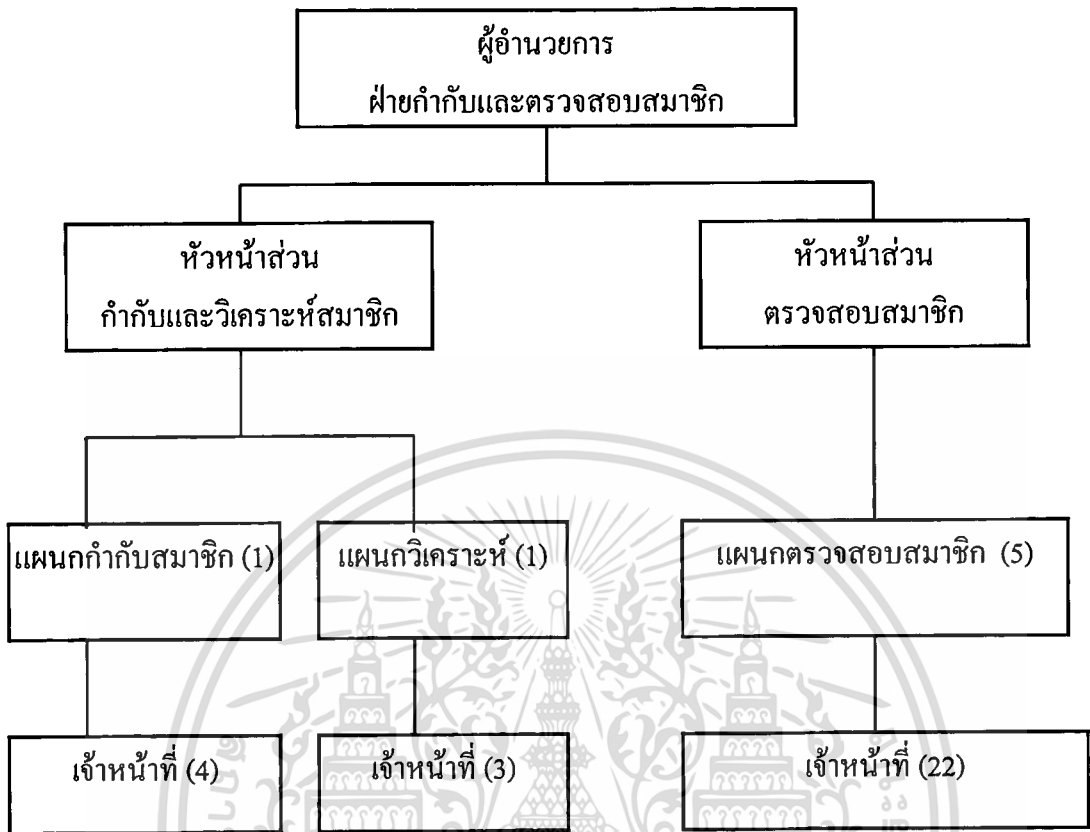 ผู้อำนวยการ
ฝ่ายกำกับและตรวจสอบสมาชิก
หัวหน้าส่วน
กำกับและวิเคราะห์สมาชิก
หัวหน้าส่วน
ตรวจสอบสมาชิก
แผนกกำกับสมาชิก (1)
แผนกวิเคราะห์ (1)
แผนกตรวจสอบสมาชิก (5)
เจ้าหน้าที่ (4)
เจ้าหน้าที่ (3)
เจ้าหน้าที่ (22)